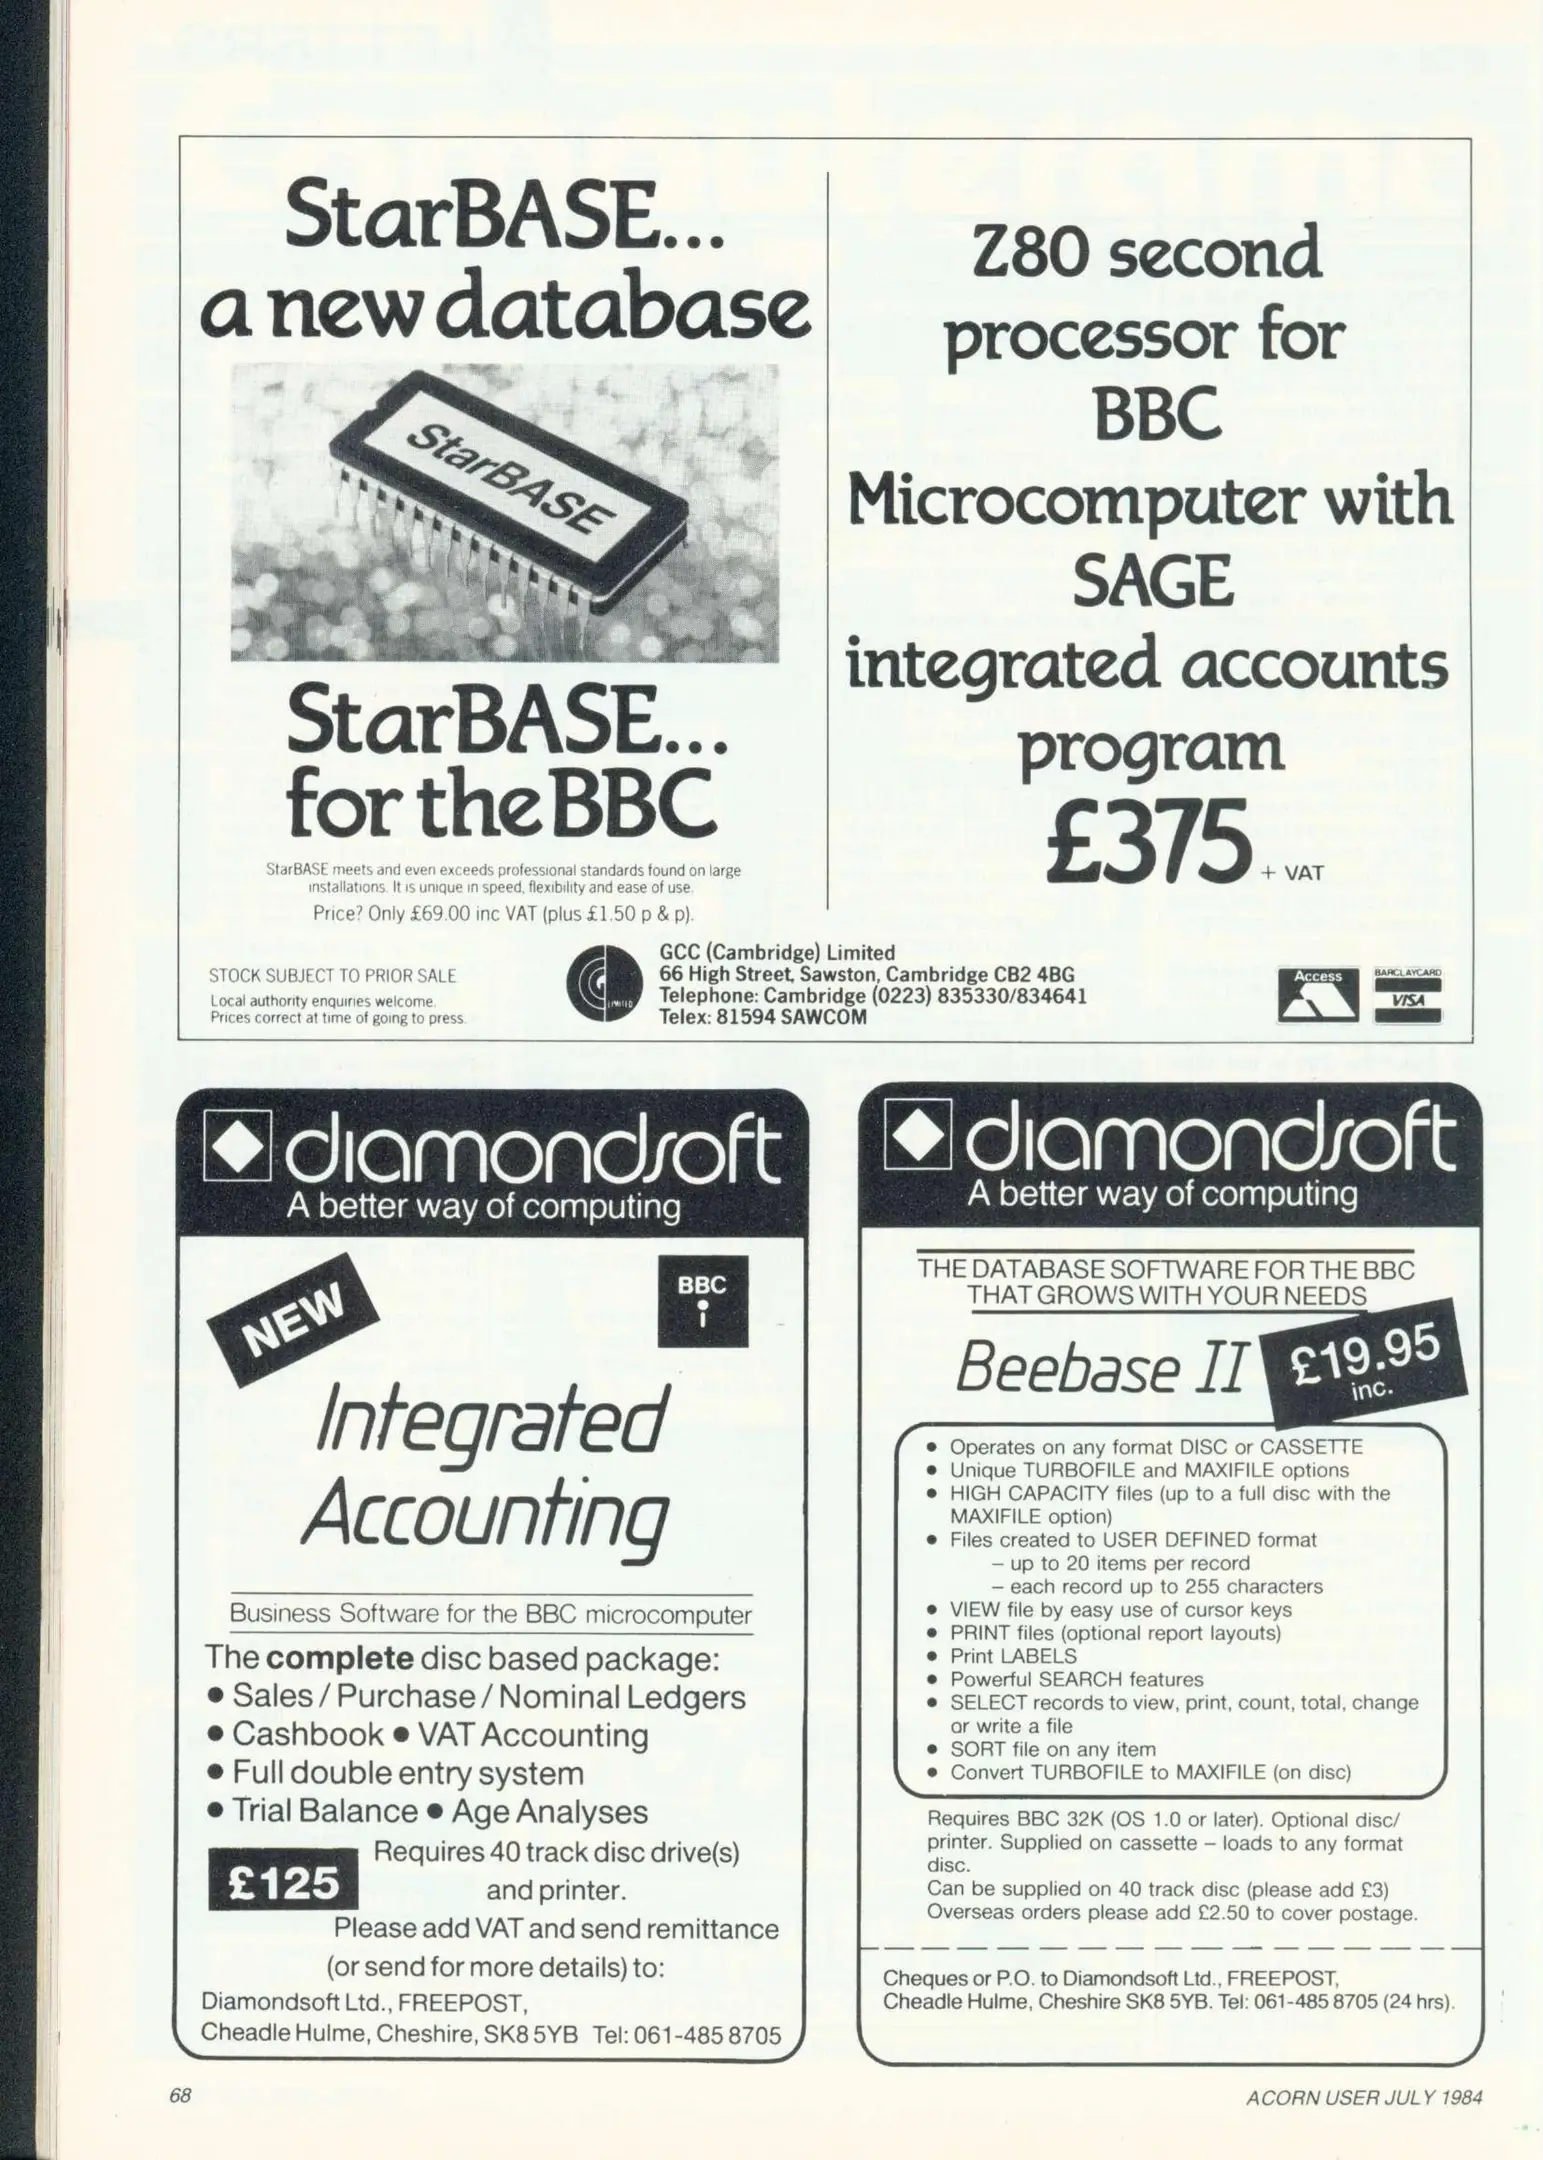 StarBASE...
a new database
StarBASE
StarBASE...
for the BBC
StarBASE meets and even exceeds professional standards found on large
installations. It is unique in speed, flexibility and ease of use.
Price? Only £69.00 inc VAT (plus £1.50 p & p).
Z80 second
processor for
BBC
Microcomputer with
SAGE
integrated accounts
program
£375 + VAT
STOCK SUBJECT TO PRIOR SALE
Local authority enquiries welcome.
Prices correct at time of going to press.
LIMITED
GCC (Cambridge) Limited
66 High Street, Sawston, Cambridge CB2 4BG
Telephone: Cambridge (0223) 835330/834641
Telex: 81594 SAWCOM
Access
BARCLAYCARD
VISA
diamondsoft
A better way of computing
NEW
BBC
i
Integrated
Accounting
Business Software for the BBC microcomputer
The complete disc based package:
• Sales / Purchase / Nominal Ledgers
• Cashbook • VAT Accounting
• Full double entry system
• Trial Balance • Age Analyses
£125
Requires 40 track disc drive(s)
and printer.
Please add VAT and send remittance
(or send for more details) to:
Diamondsoft Ltd., FREEPOST,
Cheadle Hulme, Cheshire, SK8 5YB Tel: 061-485 8705
diamondsoft
A better way of computing
THE DATABASE SOFTWARE FOR THE BBC
THAT GROWS WITH YOUR NEEDS
Beebase II
£19.95
inc.
• Operates on any format DISC or CASSETTE
• Unique TURBOFILE and MAXIFILE options
• HIGH CAPACITY files (up to a full disc with the
MAXIFILE option)
• Files created to USER DEFINED format
– up to 20 items per record
– each record up to 255 characters
• VIEW file by easy use of cursor keys
• PRINT files (optional report layouts)
• Print LABELS
• Powerful SEARCH features
• SELECT records to view, print, count, total, change
or write a file
• SORT file on any item
• Convert TURBOFILE to MAXIFILE (on disc)
Requires BBC 32K (OS 1.0 or later). Optional disc/
printer. Supplied on cassette – loads to any format
disc.
Can be supplied on 40 track disc (please add £3)
Overseas orders please add £2.50 to cover postage.
Cheques or P.O. to Diamondsoft Ltd., FREEPOST,
Cheadle Hulme, Cheshire SK8 5YB. Tel: 061-485 8705 (24 hrs).
68
ACORN USER JULY 1984